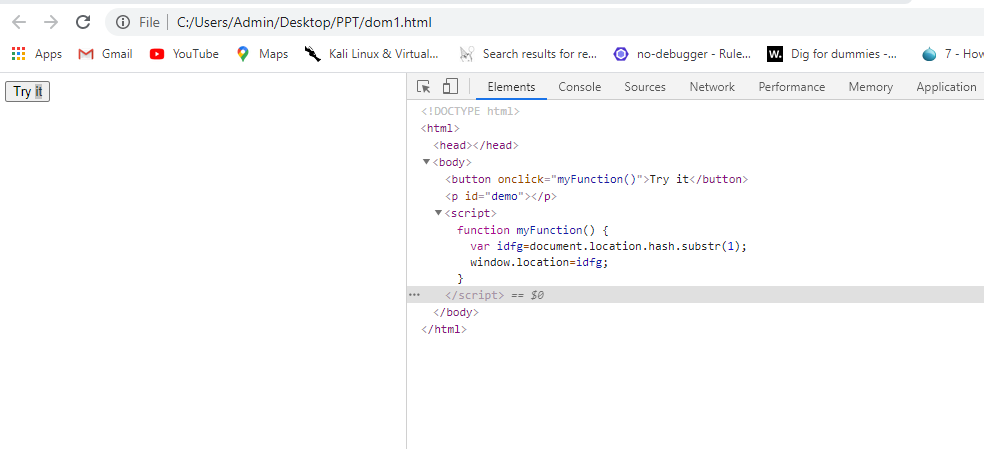 File | C:/Users/Admin/Desktop/PPT/dom1.html
Apps Gmail YouTube Maps Kali Linux & Virtual... Search results for re... no-debugger - Rule... W. Dig for dummies -... 7 - How
Try it
Elements Console Sources Network Performance Memory Application
<!DOCTYPE html>
<html>
<head></head>
<body>
<button onclick="myFunction()">Try it</button>
<p id="demo"></p>
<script>
function myFunction() {
var idfg=document.location.hash.substr(1);
window.location=idfg;
}
</script> == $0
</body>
</html>